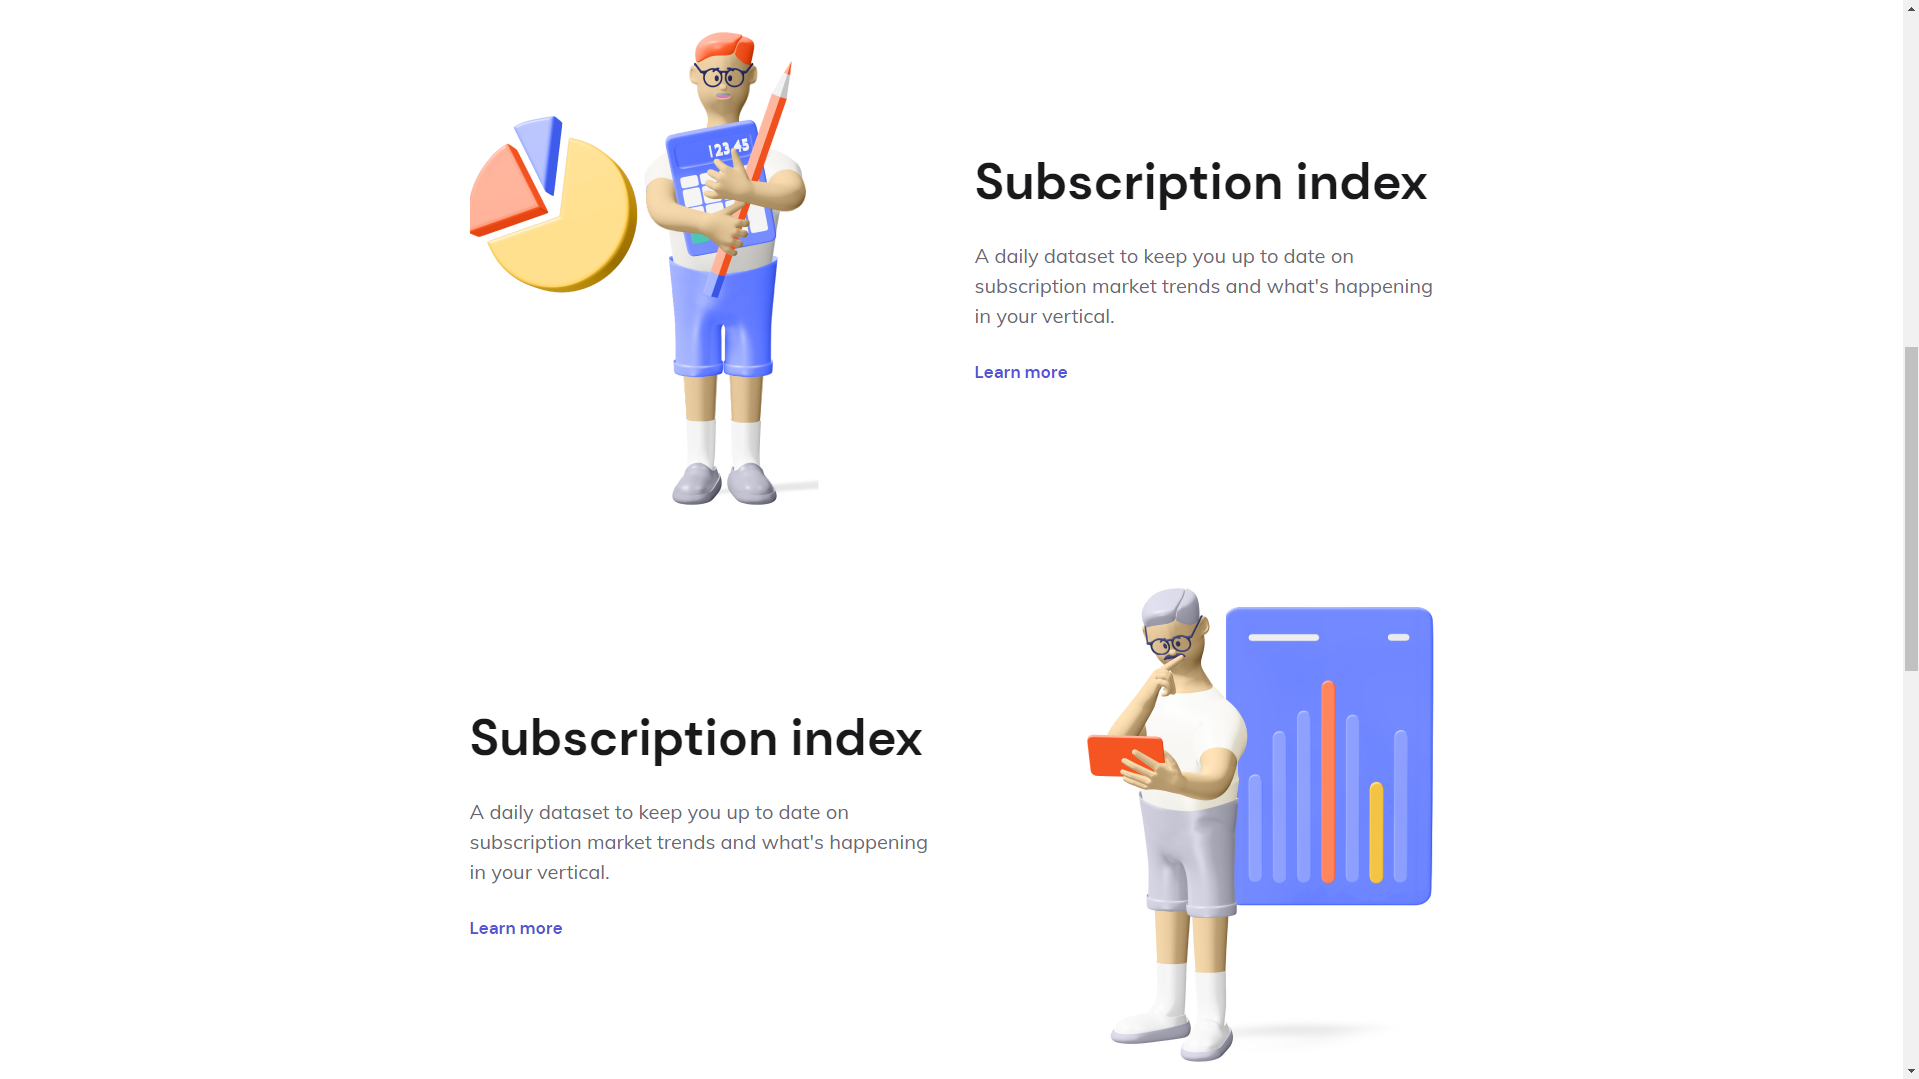 123.45
Subscription index
A daily dataset to keep you up to date on
subscription market trends and what's happening
in your vertical.
Learn more
Subscription index
A daily dataset to keep you up to date on
subscription market trends and what's happening
in your vertical.
Learn more